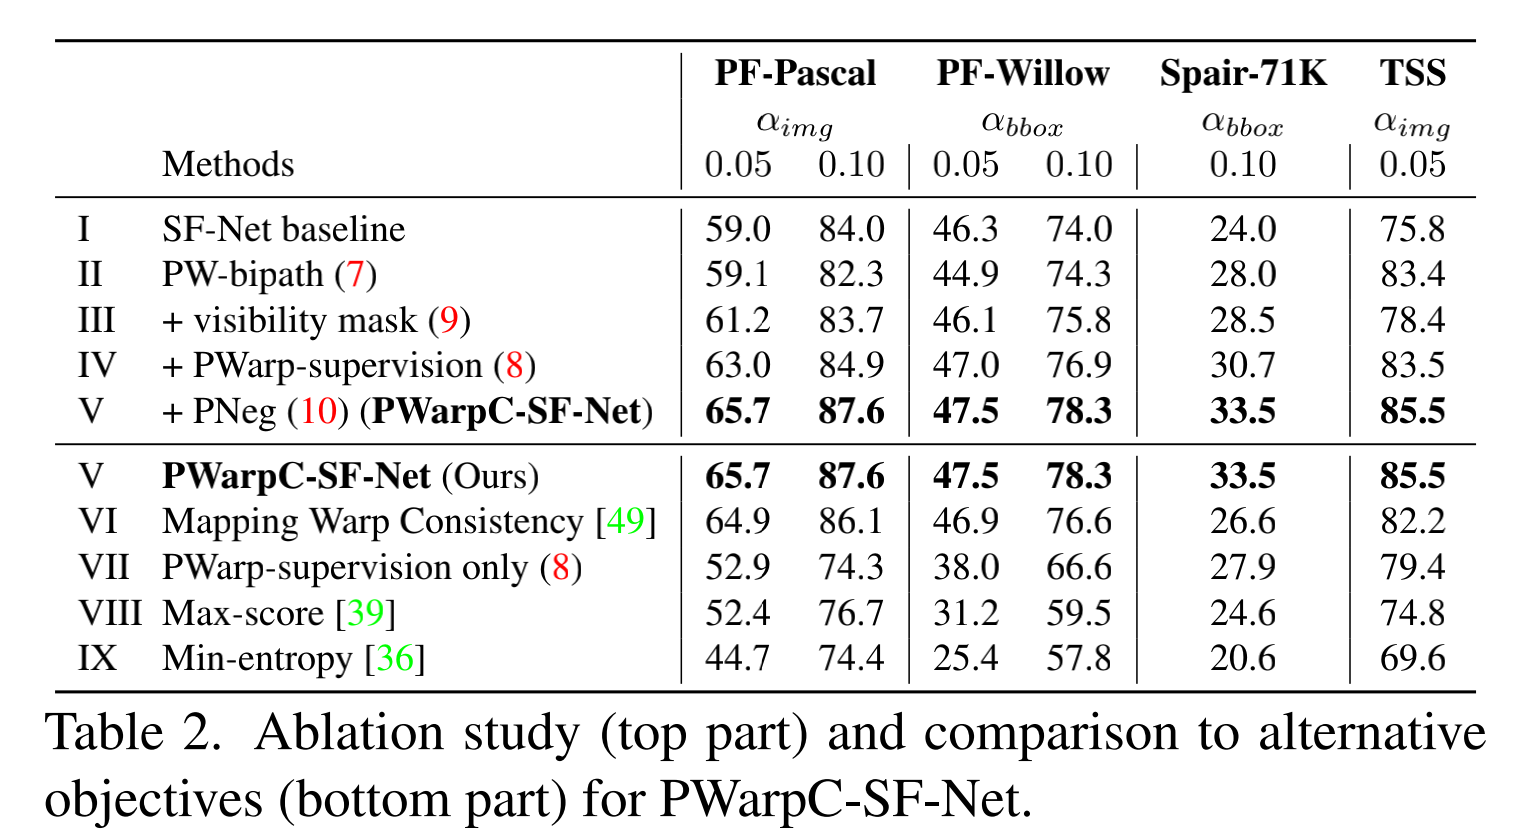 PF-Pascal PF-Willow Spair-71K TSS
α_img α_bbox α_bbox α_img
Methods 0.05 0.10 0.05 0.10 0.10 0.05
I SF-Net baseline 59.0 84.0 46.3 74.0 24.0 75.8
II PW-bipath (7) 59.1 82.3 44.9 74.3 28.0 83.4
III + visibility mask (9) 61.2 83.7 46.1 75.8 28.5 78.4
IV + PWarp-supervision (8) 63.0 84.9 47.0 76.9 30.7 83.5
V + PNeg (10) (PWarpC-SF-Net) 65.7 87.6 47.5 78.3 33.5 85.5
V PWarpC-SF-Net (Ours) 65.7 87.6 47.5 78.3 33.5 85.5
VI Mapping Warp Consistency [49] 64.9 86.1 46.9 76.6 26.6 82.2
VII PWarp-supervision only (8) 52.9 74.3 38.0 66.6 27.9 79.4
VIII Max-score [39] 52.4 76.7 31.2 59.5 24.6 74.8
IX Min-entropy [36] 44.7 74.4 25.4 57.8 20.6 69.6
Table 2. Ablation study (top part) and comparison to alternative
objectives (bottom part) for PWarpC-SF-Net.